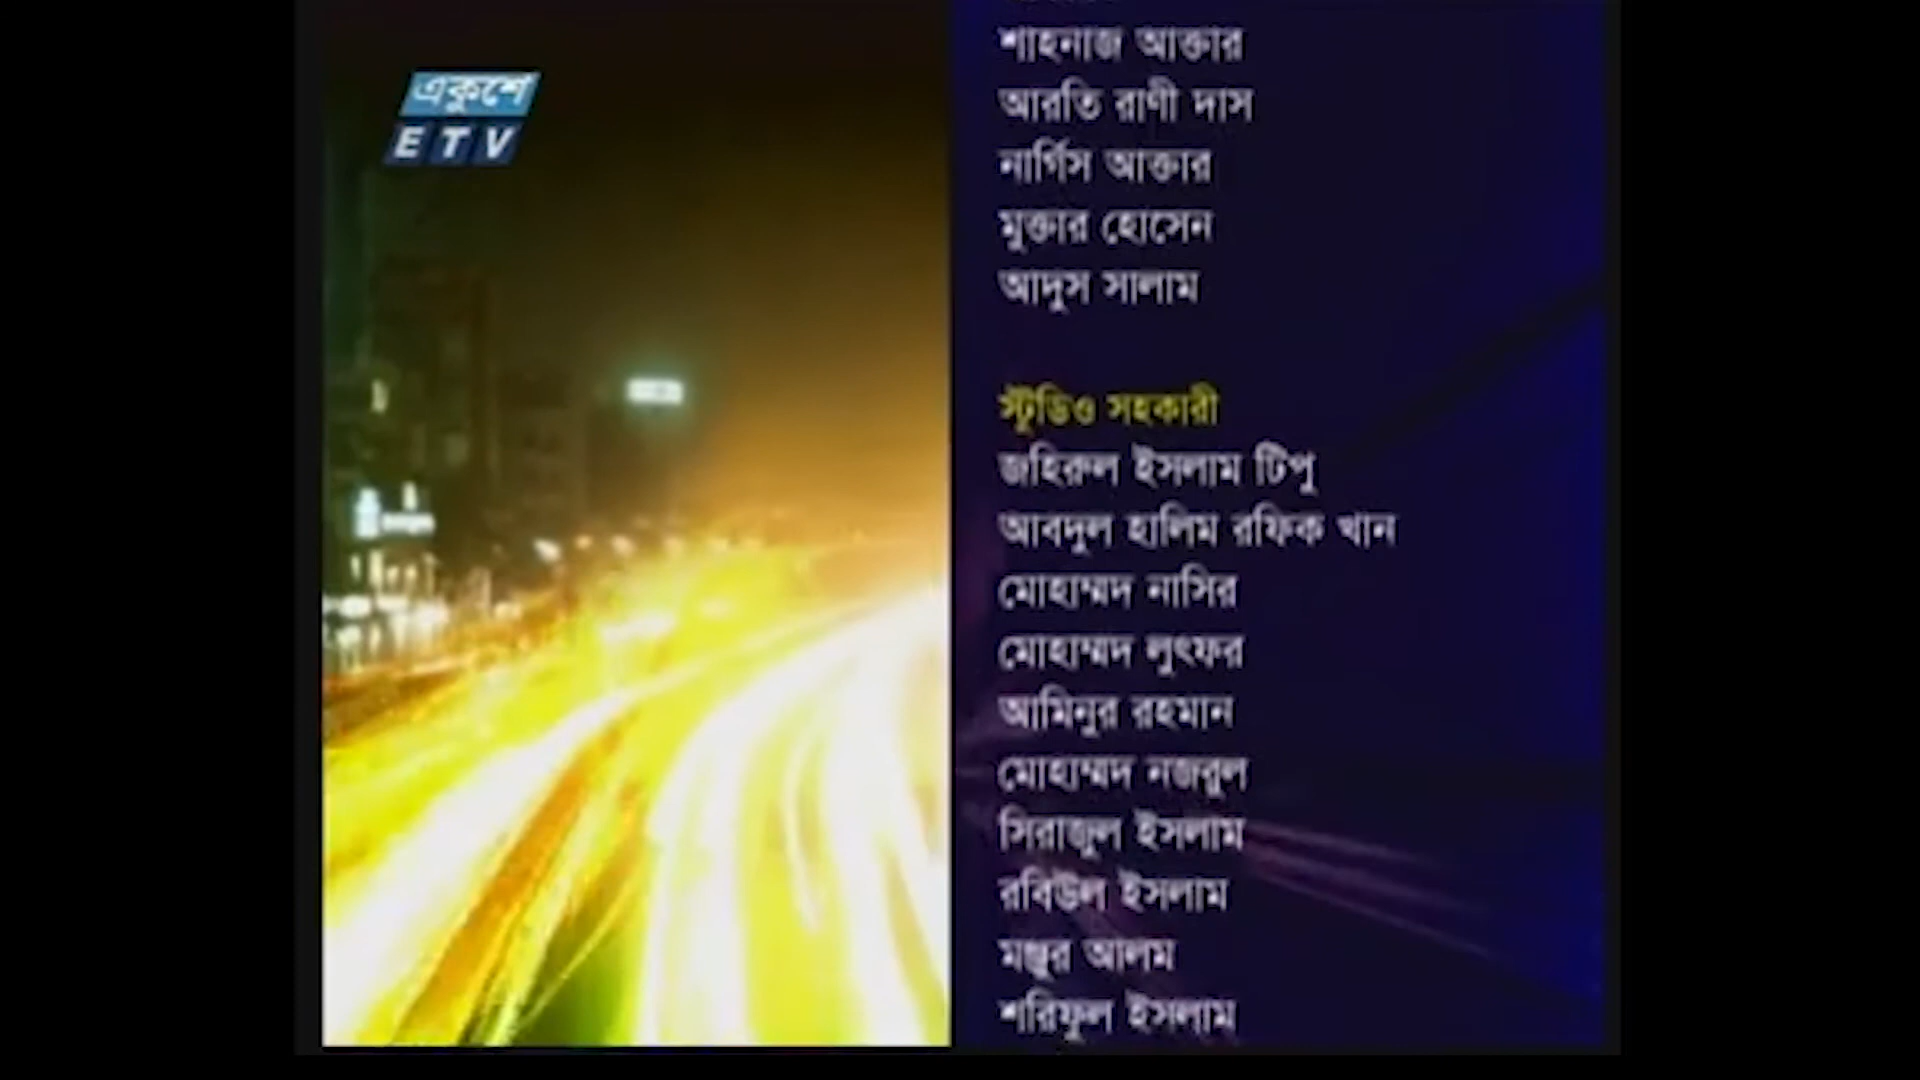 একুশে
ETV
শাহনাজ আক্তার
আরতি রাণী দাস
নার্গিস আক্তার
মুক্তার হোসেন
আদুস সালাম
স্টুডিও সহকারী
জহিরুল ইসলাম টিপু
আবদুল হালিম রফিক খান
মোহাম্মদ নাসির
মোহাম্মদ লুৎফর
আমিনুর রহমান
মোহাম্মদ নজরুল
সিরাজুল ইসলাম
রবিউল ইসলাম
মঞ্জুর আলম
শরিফুল ইসলাম